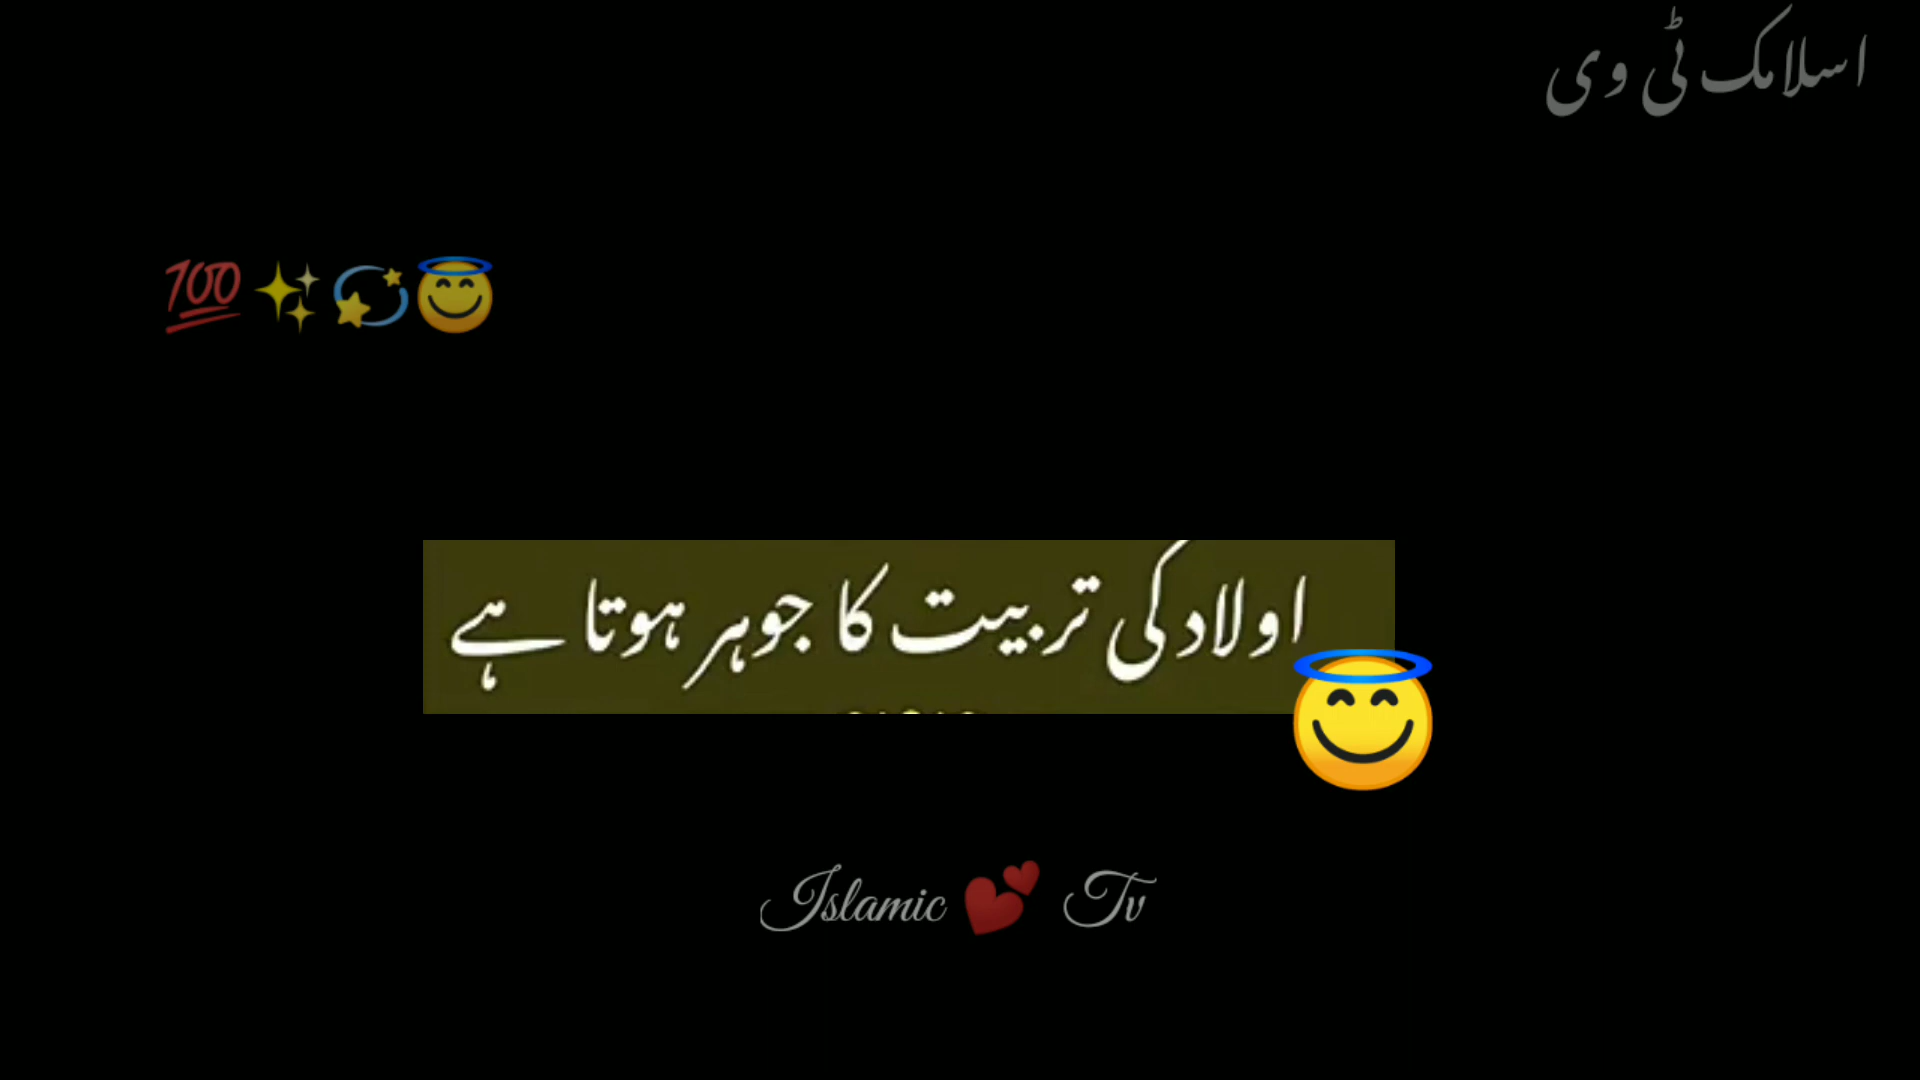 اسلامک ٹی وی
💯✨💫😇
اولاد کی تربیت کا جوہر ہوتا ہے
😇
Islamic 💕 Tv